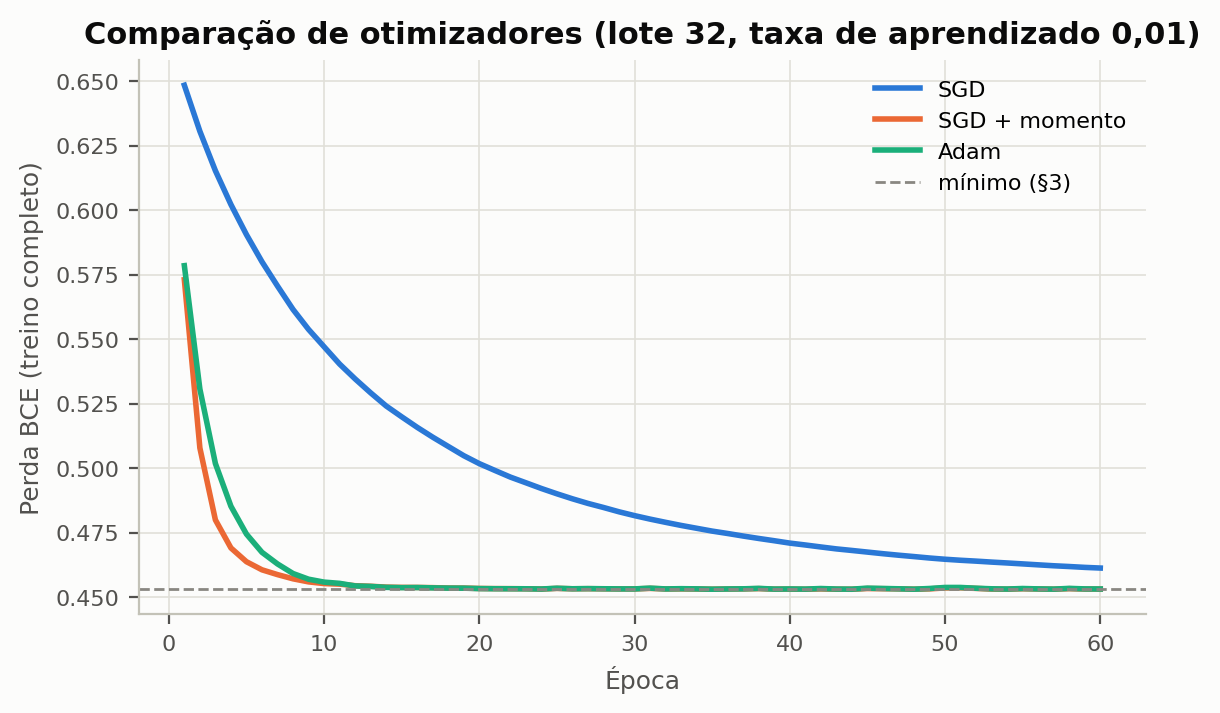 Comparação de otimizadores (lote 32, taxa de aprendizado 0,01)
SGD
SGD + momento
Adam
mínimo (§3)
Perda BCE (treino completo)
0.650
0.625
0.600
0.575
0.550
0.525
0.500
0.475
0.450
0 10 20 30 40 50 60
Época